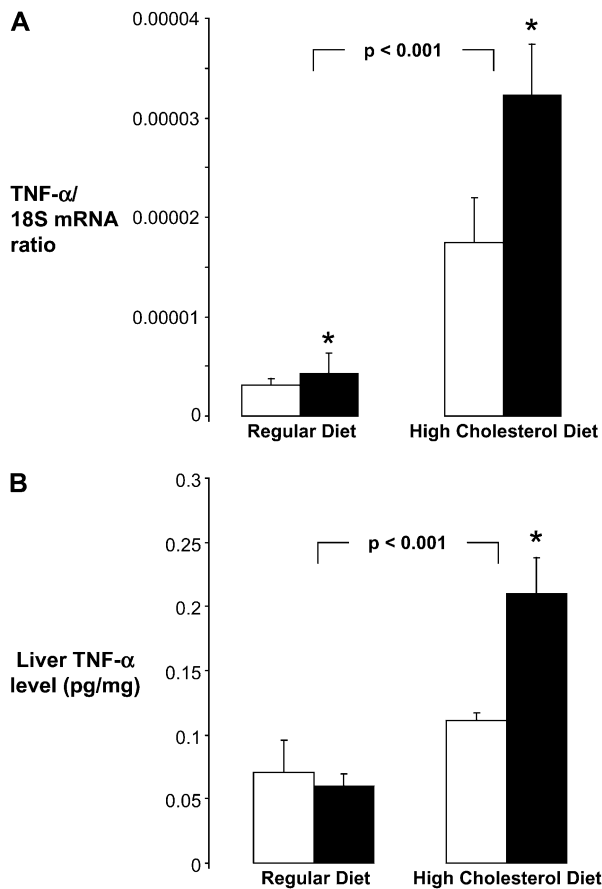 A
0.00004
*
p < 0.001
0.00003
TNF-α/
18S mRNA
ratio
0.00002
0.00001
*
0
Regular Diet
High Cholesterol Diet
B
0.3
0.25
p < 0.001
*
0.2
Liver TNF-α
level (pg/mg)
0.15
0.1
0.05
0
Regular Diet
High Cholesterol Diet